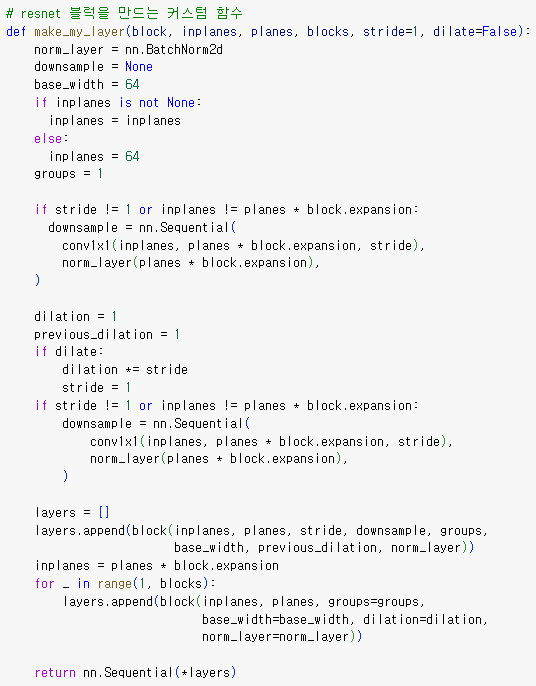 # resnet 블럭을 만드는 커스텀 함수
def make_my_layer(block, inplanes, planes, blocks, stride=1, dilate=False):
    norm_layer = nn.BatchNorm2d
    downsample = None
    base_width = 64
    if inplanes is not None:
      inplanes = inplanes
    else:
      inplanes = 64
    groups = 1

    if stride != 1 or inplanes != planes * block.expansion:
      downsample = nn.Sequential(
        conv1x1(inplanes, planes * block.expansion, stride),
        norm_layer(planes * block.expansion),
    )

    dilation = 1
    previous_dilation = 1
    if dilate:
        dilation *= stride
        stride = 1
    if stride != 1 or inplanes != planes * block.expansion:
        downsample = nn.Sequential(
            conv1x1(inplanes, planes * block.expansion, stride),
            norm_layer(planes * block.expansion),
        )

    layers = []
    layers.append(block(inplanes, planes, stride, downsample, groups,
                        base_width, previous_dilation, norm_layer))
    inplanes = planes * block.expansion
    for _ in range(1, blocks):
        layers.append(block(inplanes, planes, groups=groups,
                            base_width=base_width, dilation=dilation,
                            norm_layer=norm_layer))

    return nn.Sequential(*layers)